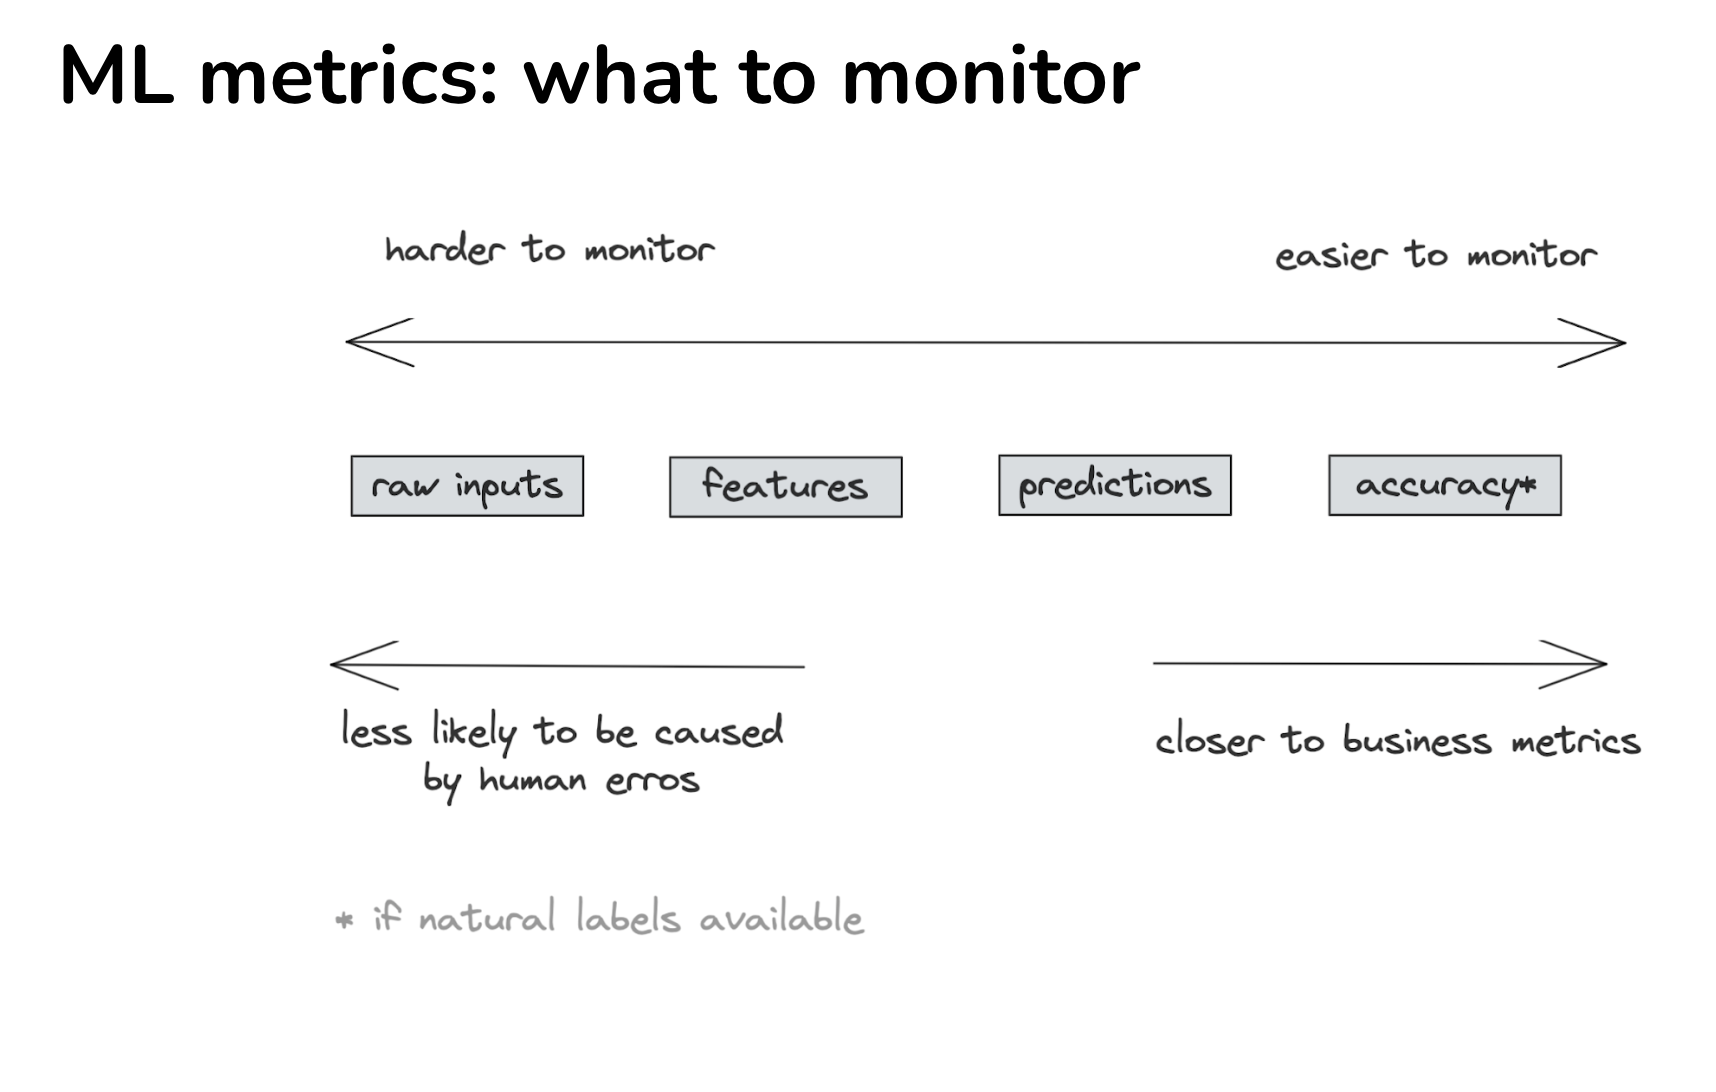 ML metrics: what to monitor
harder to monitor
easier to monitor
raw inputs
features
predictions
accuracy*
less likely to be caused
by human erros
closer to business metrics
* if natural labels available